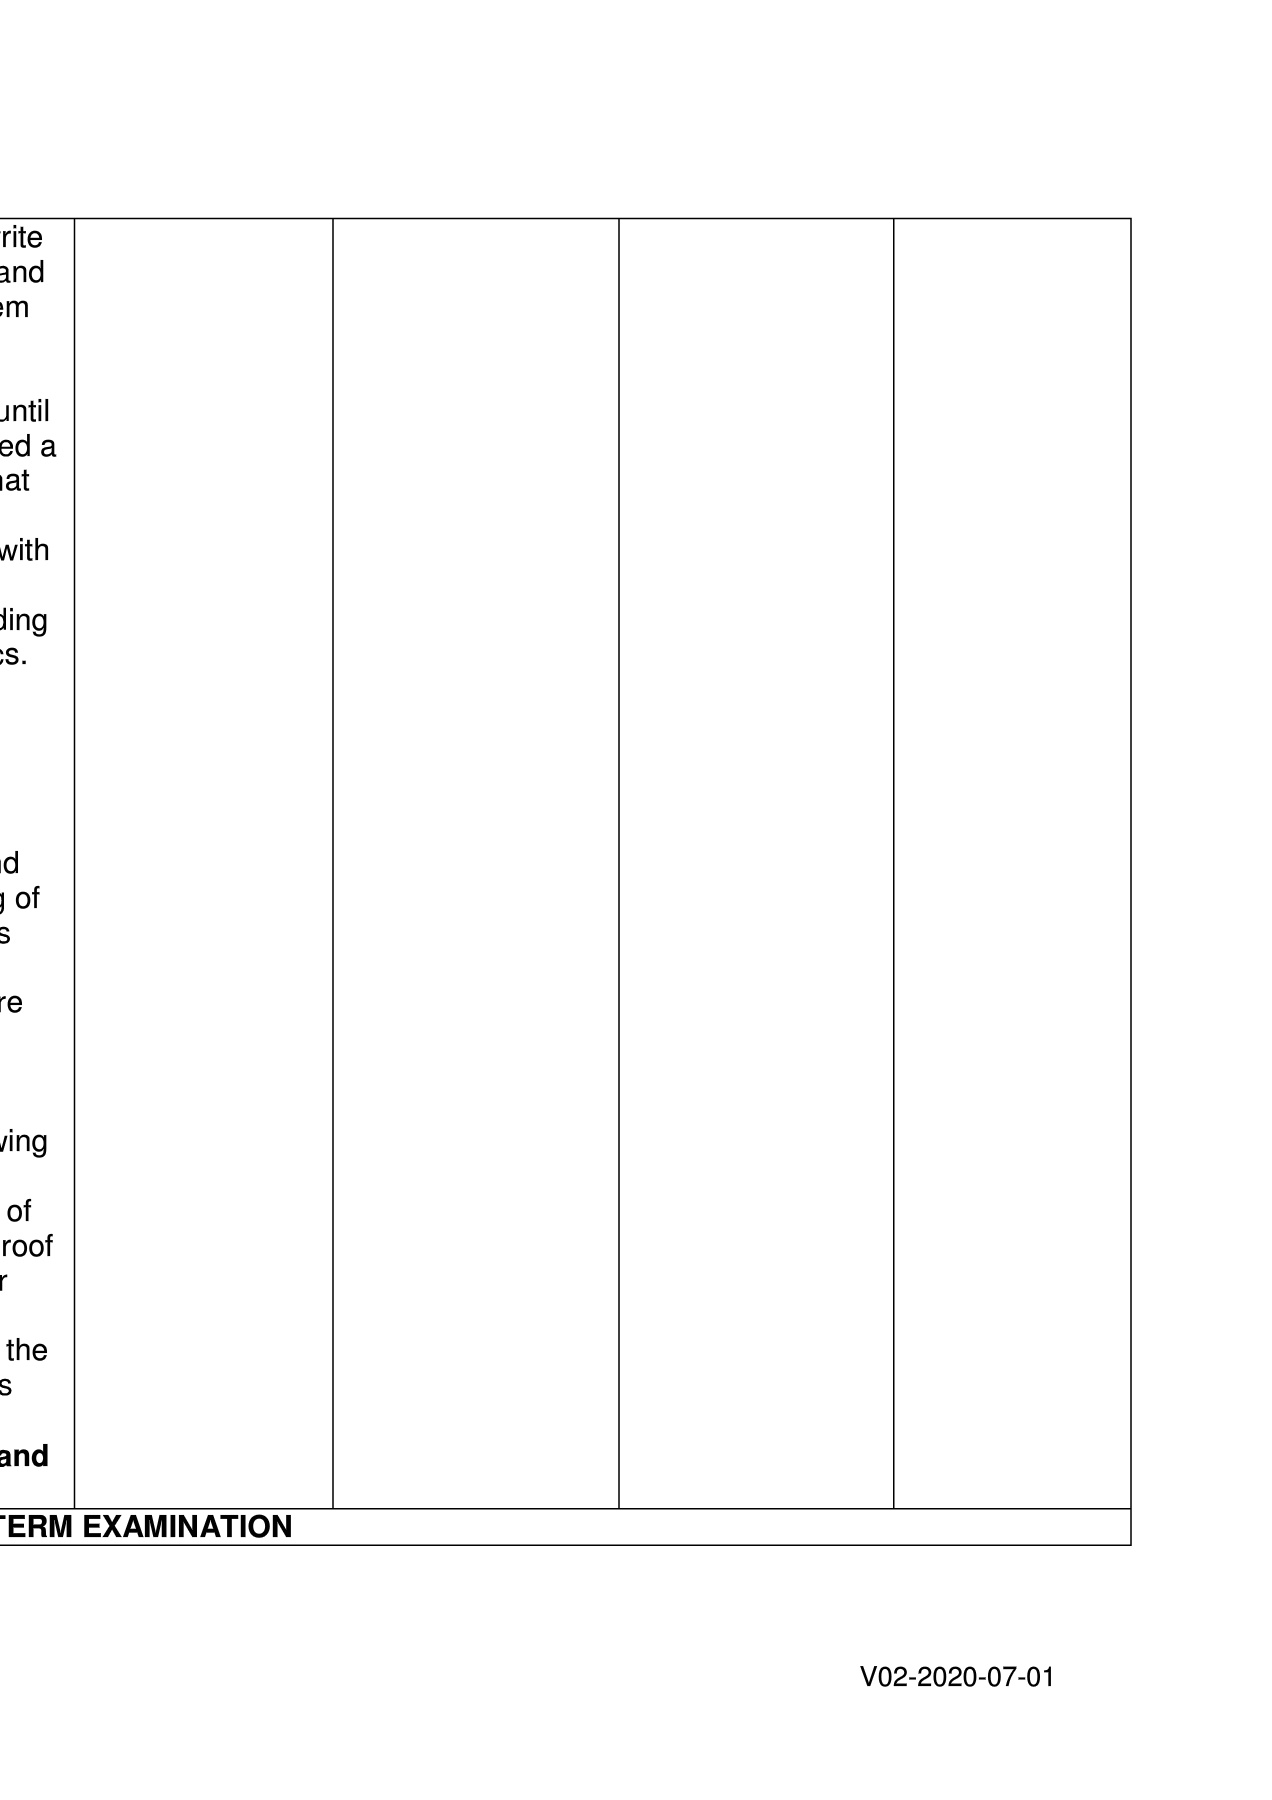 rite
and
em
until
ed a
hat
with
ding
cs.
nd
g of
s
re
wing
of
roof
r
the
s
and
TERM EXAMINATION
V02-2020-07-01